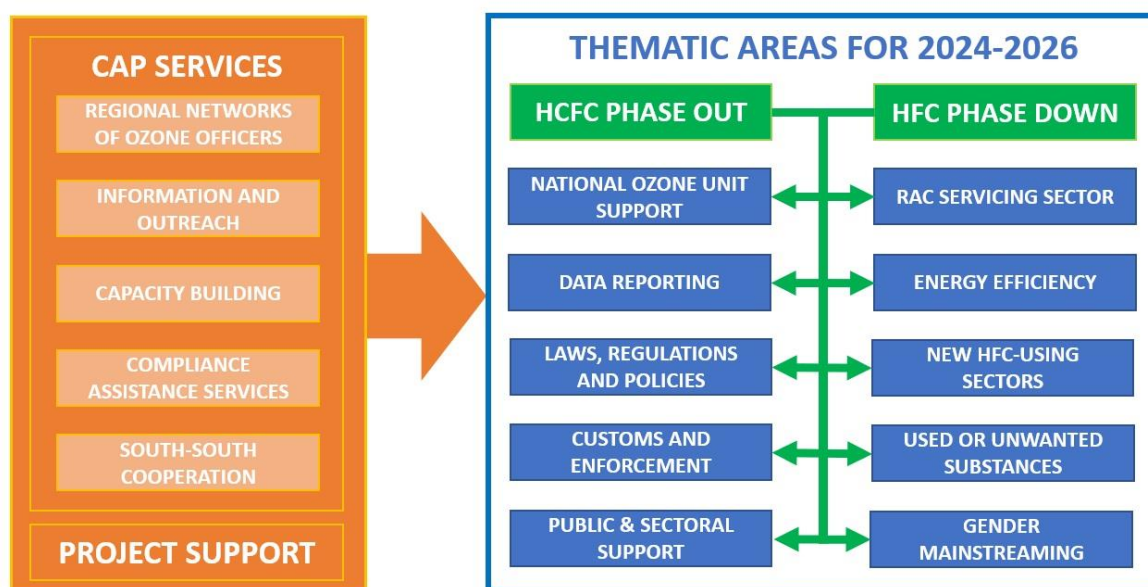 CAP SERVICES
REGIONAL NETWORKS
OF OZONE OFFICERS
INFORMATION AND
OUTREACH
CAPACITY BUILDING
COMPLIANCE
ASSISTANCE SERVICES
SOUTH-SOUTH
COOPERATION
PROJECT SUPPORT
THEMATIC AREAS FOR 2024-2026
HCFC PHASE OUT
HFC PHASE DOWN
NATIONAL OZONE UNIT
SUPPORT
RAC SERVICING SECTOR
DATA REPORTING
ENERGY EFFICIENCY
LAWS, REGULATIONS
AND POLICIES
NEW HFC-USING
SECTORS
CUSTOMS AND
ENFORCEMENT
USED OR UNWANTED
SUBSTANCES
PUBLIC & SECTORAL
SUPPORT
GENDER
MAINSTREAMING